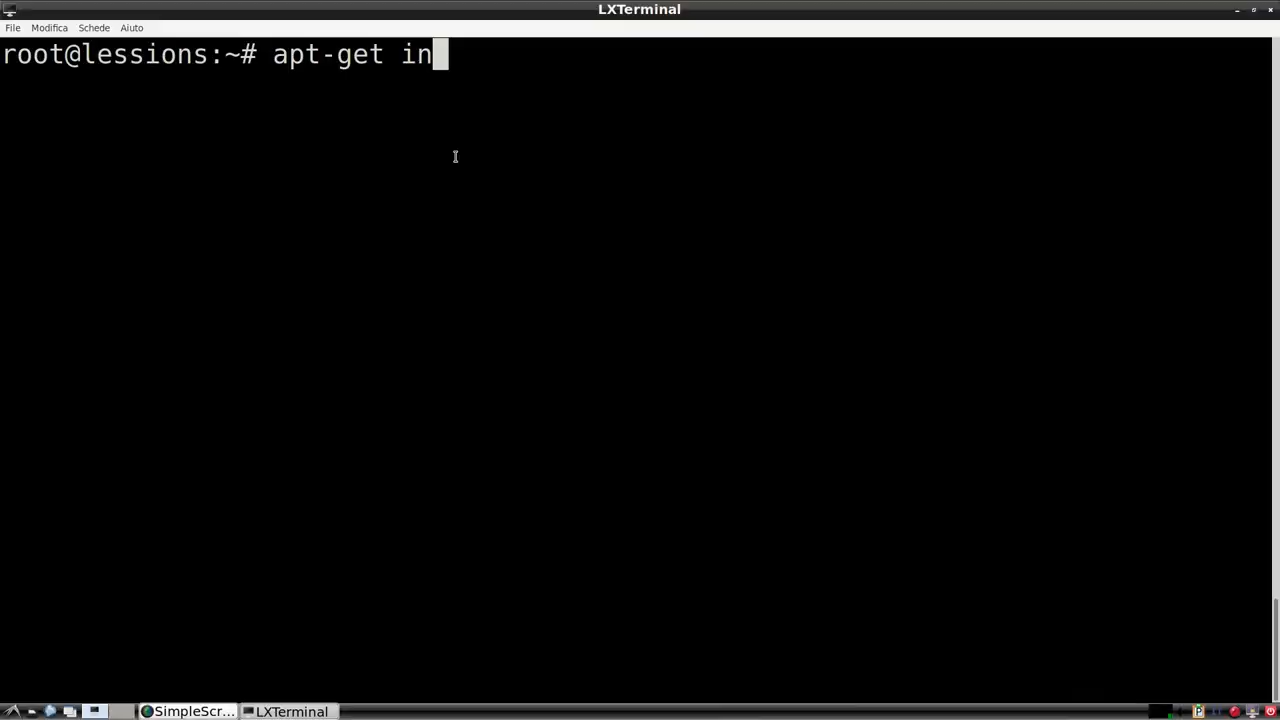 LXTerminal
File Modifica Schede Aiuto
root@lessions:~# apt-get in
SimpleScr... LXTerminal